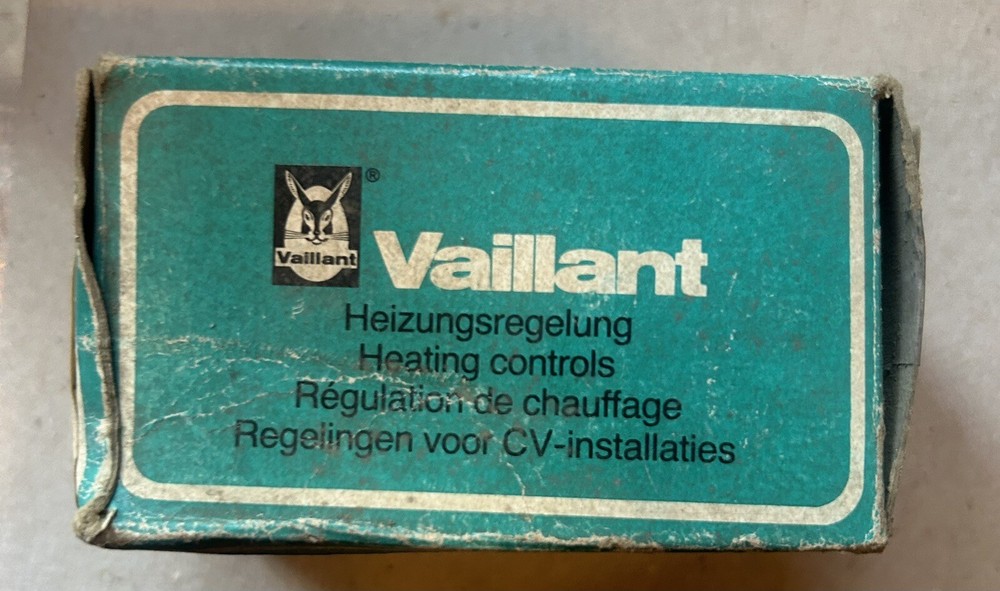 ®
Vaillant
Vaillant
Heizungsregelung
Heating controls
Régulation de chauffage
Regelingen voor CV-installaties